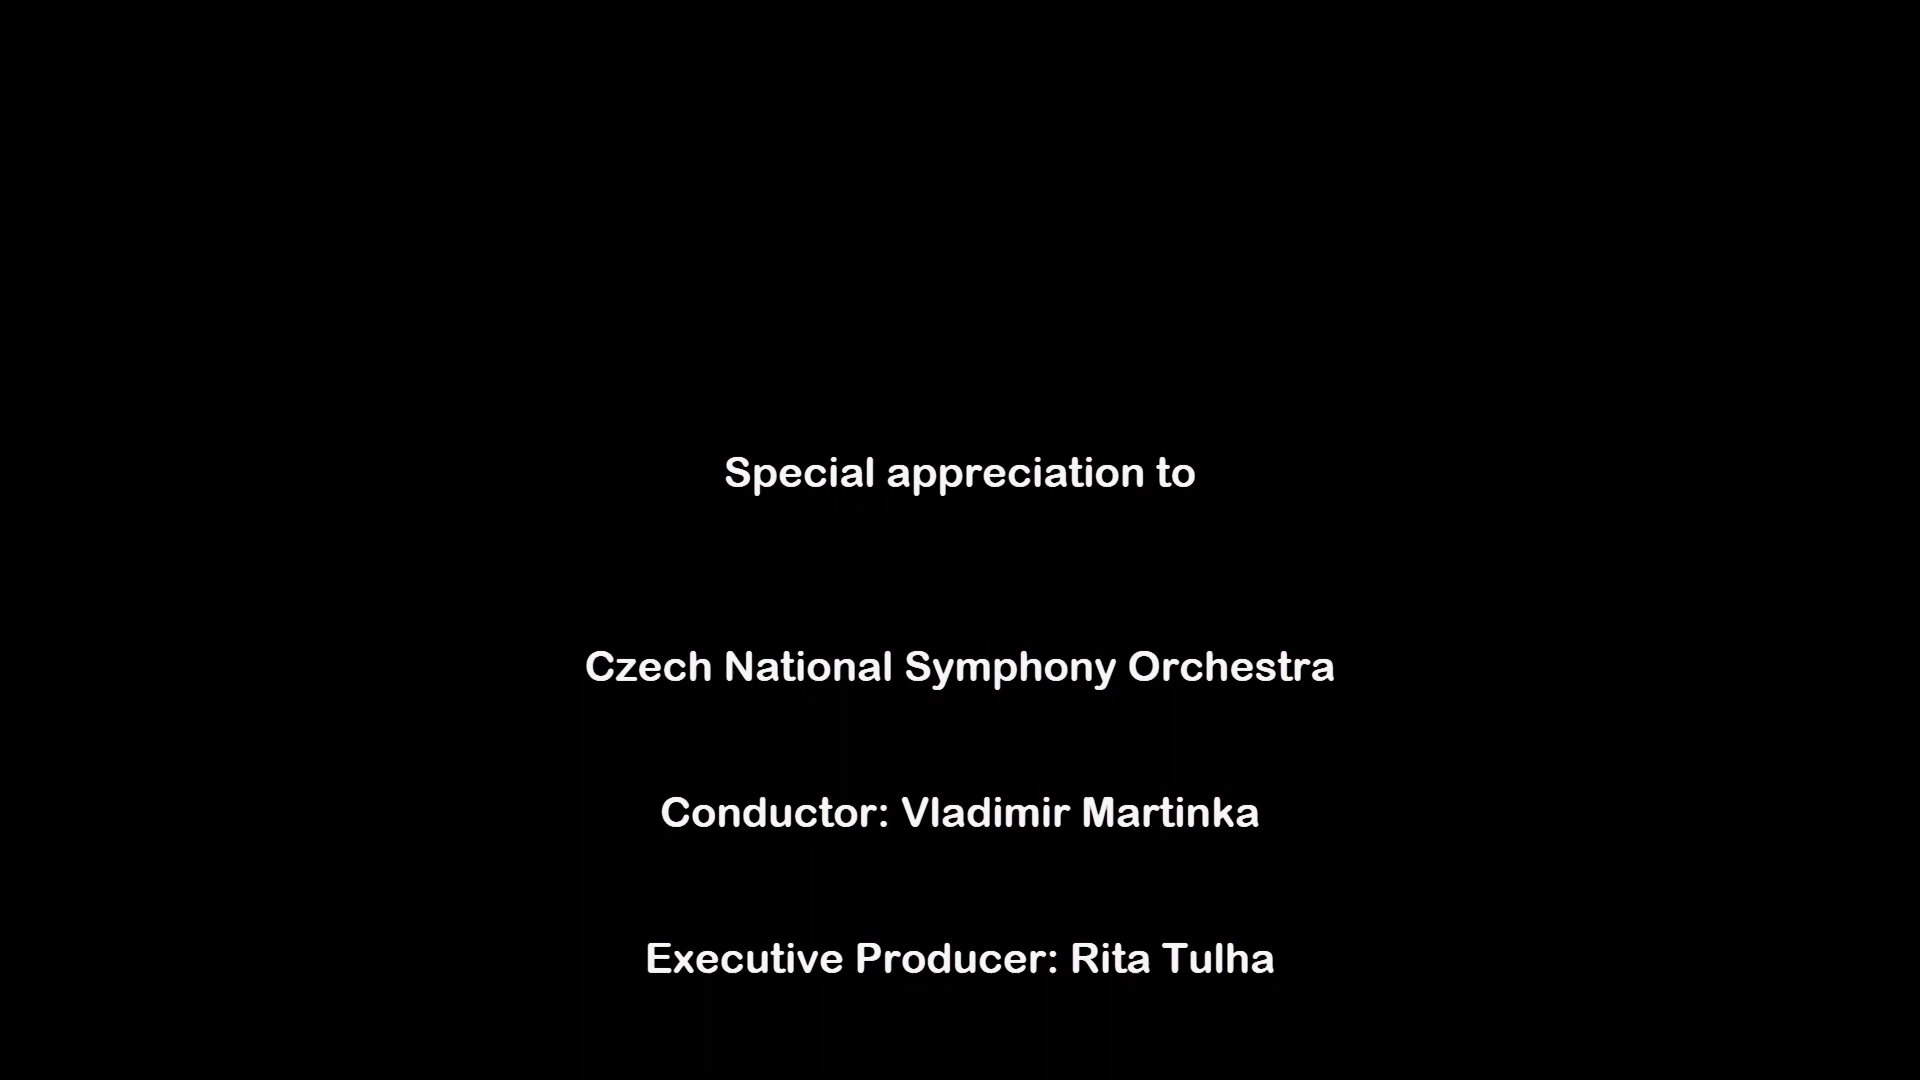 Special appreciation to
Czech National Symphony Orchestra
Conductor: Vladimir Martinka
Executive Producer: Rita Tulha